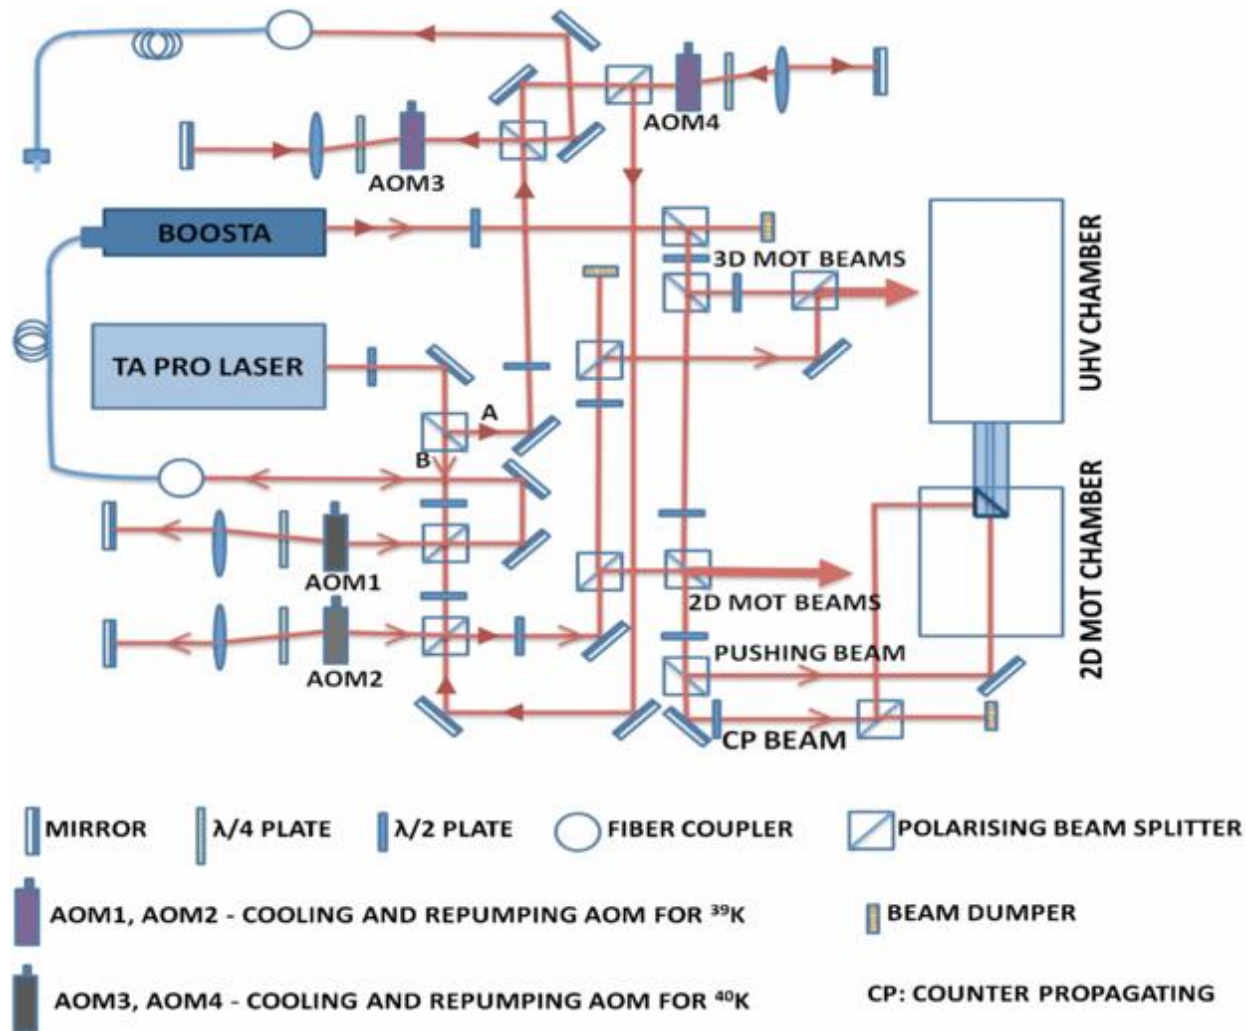 AOM4
AOM3
BOOSTA
3D MOT BEAMS
UHV CHAMBER
TA PRO LASER
A
B
AOM1
2D MOT BEAMS
2D MOT CHAMBER
AOM2
PUSHING BEAM
CP BEAM
MIRROR
λ/4 PLATE
λ/2 PLATE
FIBER COUPLER
POLARISING BEAM SPLITTER
AOM1, AOM2 - COOLING AND REPUMPING AOM FOR ³⁹K
BEAM DUMPER
AOM3, AOM4 - COOLING AND REPUMPING AOM FOR ⁴⁰K
CP: COUNTER PROPAGATING